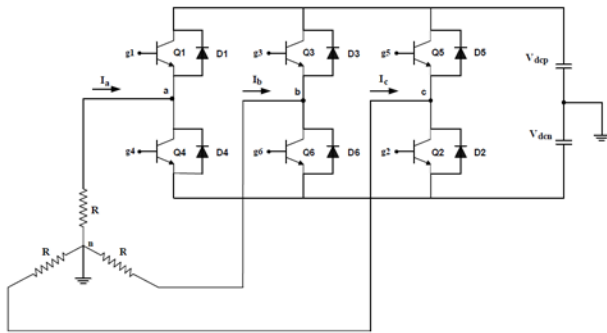 g1 Q1 D1 g3 Q3 D3 g5 Q5 D5
Vdcp
Ia Ib Ic
a b c
Vdcn
g4 Q4 D4 g6 Q6 D6 g2 Q2 D2
R
n
R R